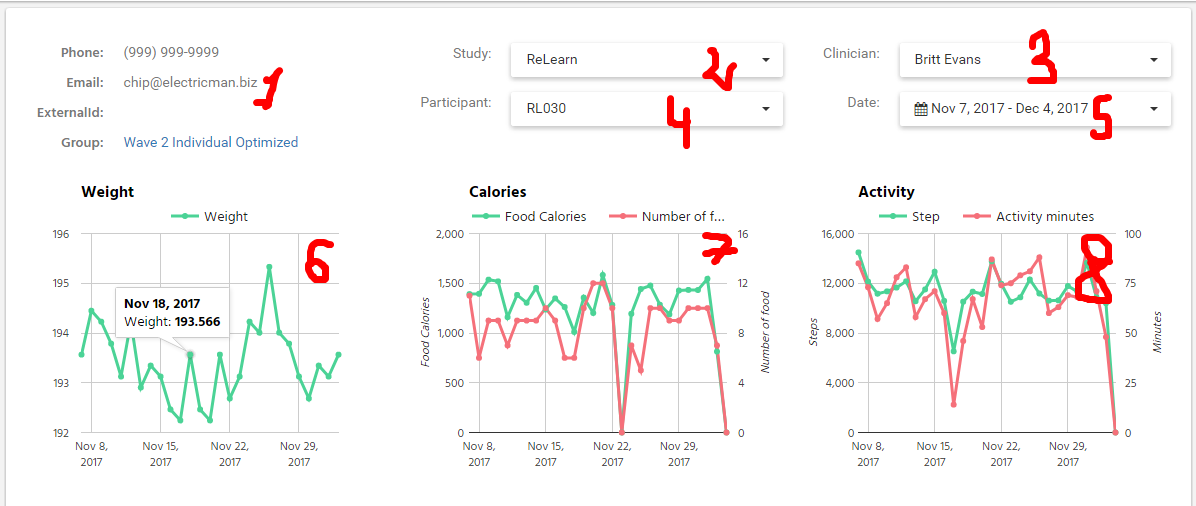 Phone: (999) 999-9999
Email: chip@electricman.biz 1
ExternalId:
Group: Wave 2 Individual Optimized
Study: ReLearn 2
Participant: RL030 4
Clinician: Britt Evans 3
Date: Nov 7, 2017 - Dec 4, 2017 5
Weight
Weight
196
195
194
193
192
6
Nov 18, 2017
Weight: 193.566
Nov 8, 2017
Nov 15, 2017
Nov 22, 2017
Nov 29, 2017
Calories
Food Calories Number of f...
2,000
1,500
1,000
500
0
Food Calories
7
16
12
8
4
0
Number of food
Nov 8, 2017
Nov 15, 2017
Nov 22, 2017
Nov 29, 2017
Activity
Step Activity minutes
16,000
12,000
8,000
4,000
0
Steps
8
100
75
50
25
0
Minutes
Nov 8, 2017
Nov 15, 2017
Nov 22, 2017
Nov 29, 2017